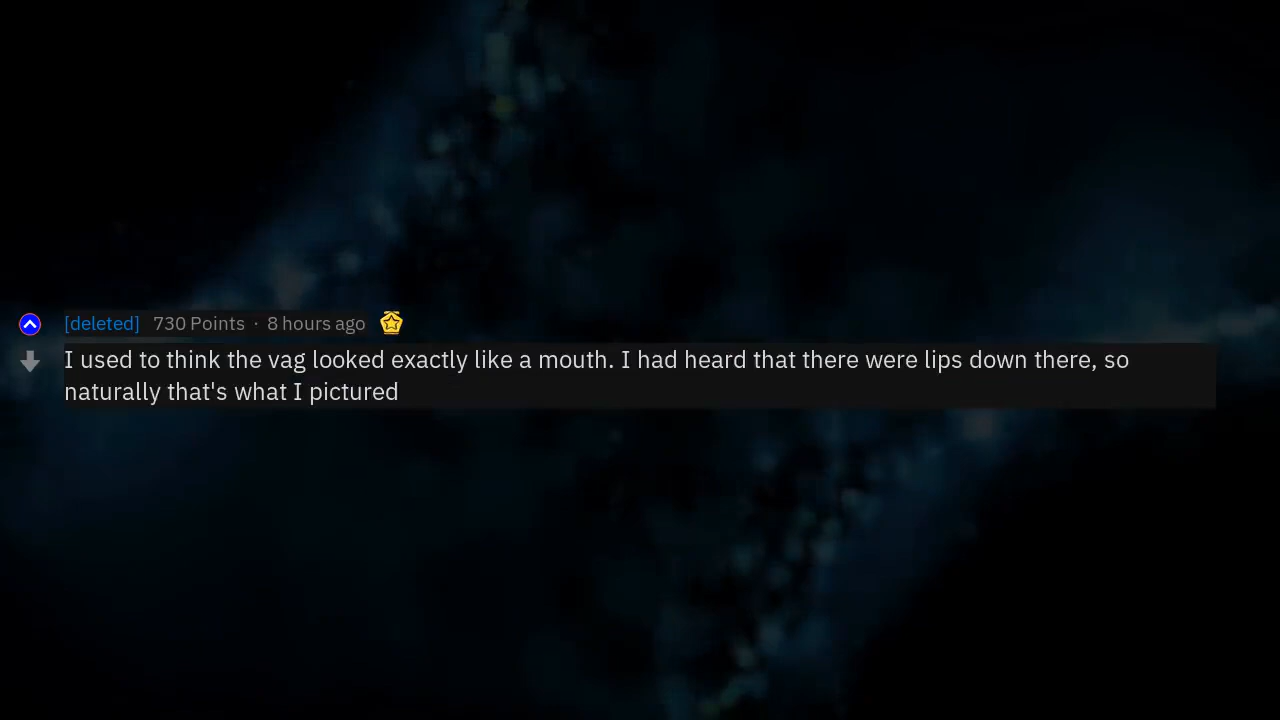 [deleted] 730 Points · 8 hours ago
I used to think the vag looked exactly like a mouth. I had heard that there were lips down there, so
naturally that's what I pictured